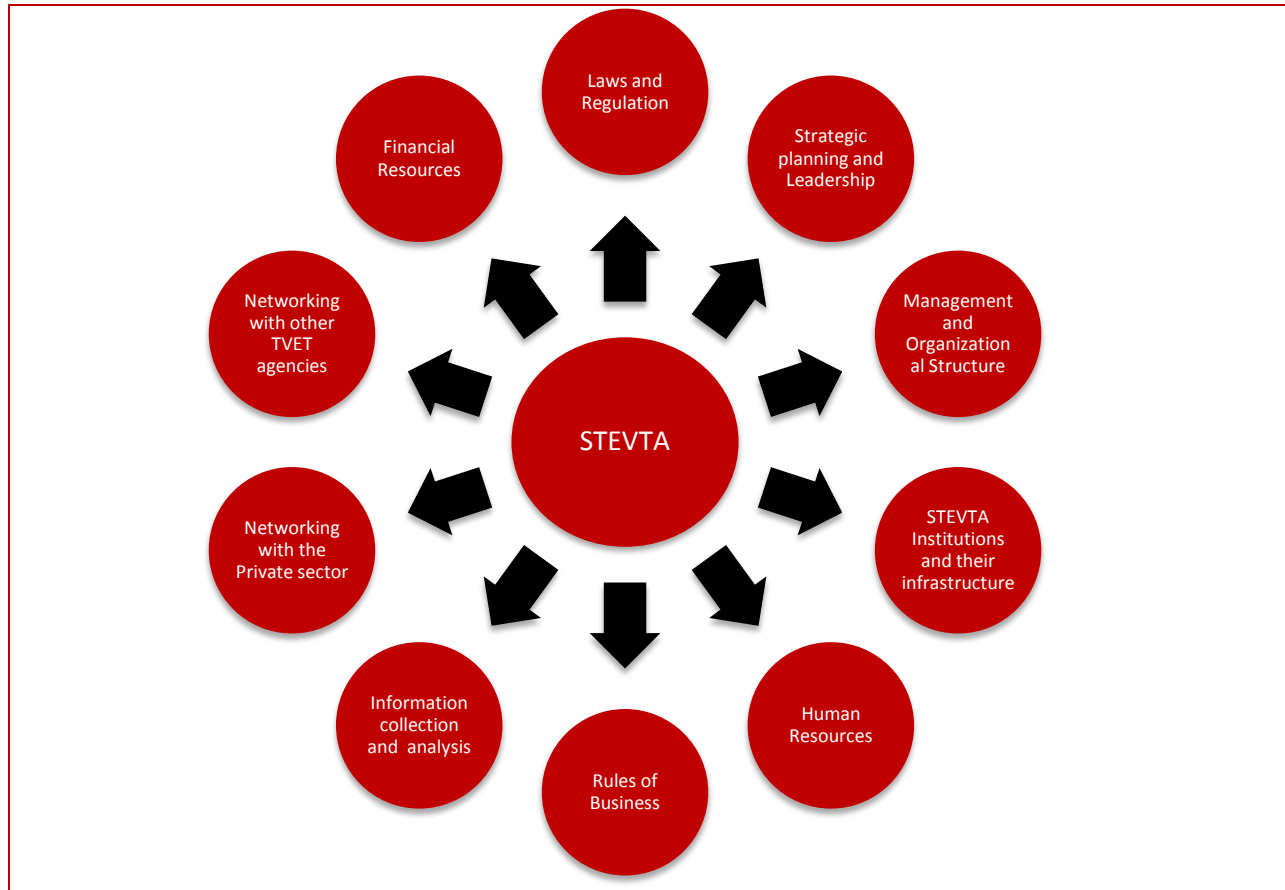 Laws and
Regulation
Strategic
planning and
Leadership
Management
and
Organization
al Structure
STEVTA
Institutions
and their
infrastructure
Human
Resources
Rules of
Business
Information
collection
and analysis
Networking
with the
Private sector
Networking
with other
TVET
agencies
Financial
Resources
STEVTA